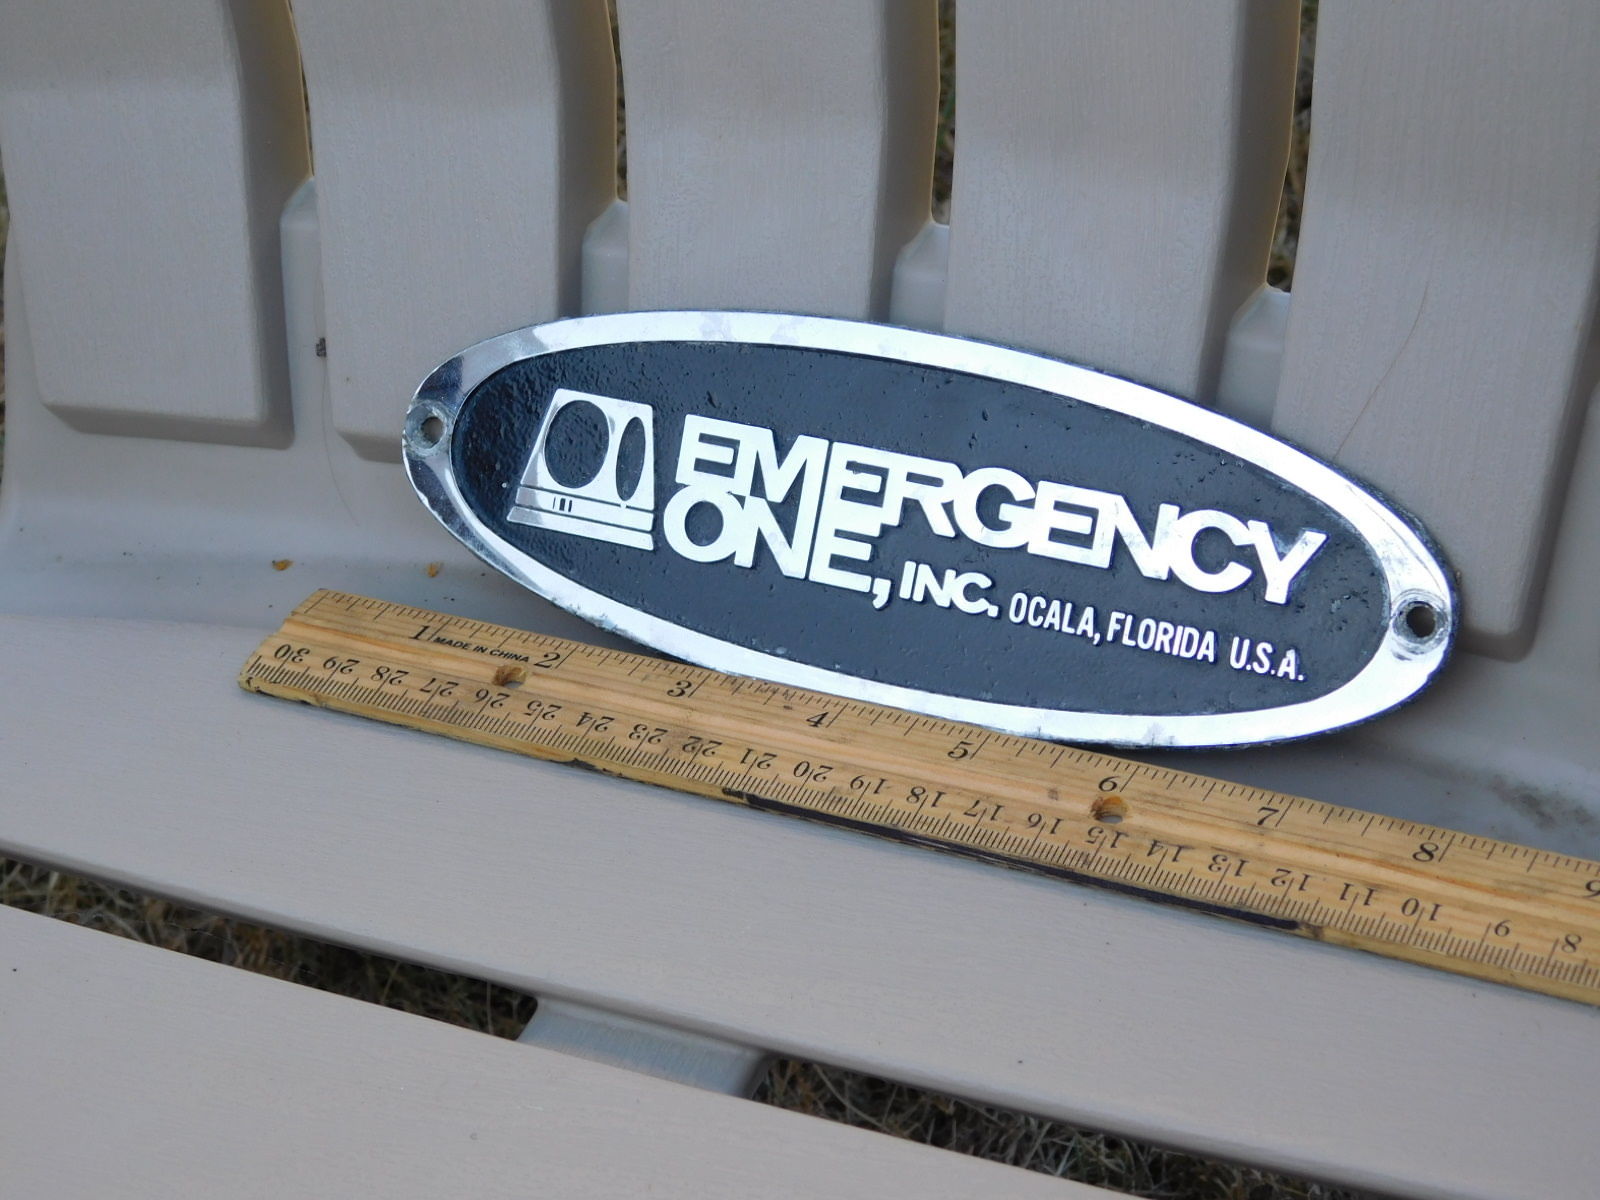 EMERGENCY
ONE, INC. OCALA, FLORIDA U.S.A.
1 2 3 4 5 6 7 8
MADE IN CHINA
30 29 28 27 26 25 24 23 22 21 20 19 18 17 16 15 14 13 12 11 10 9 8